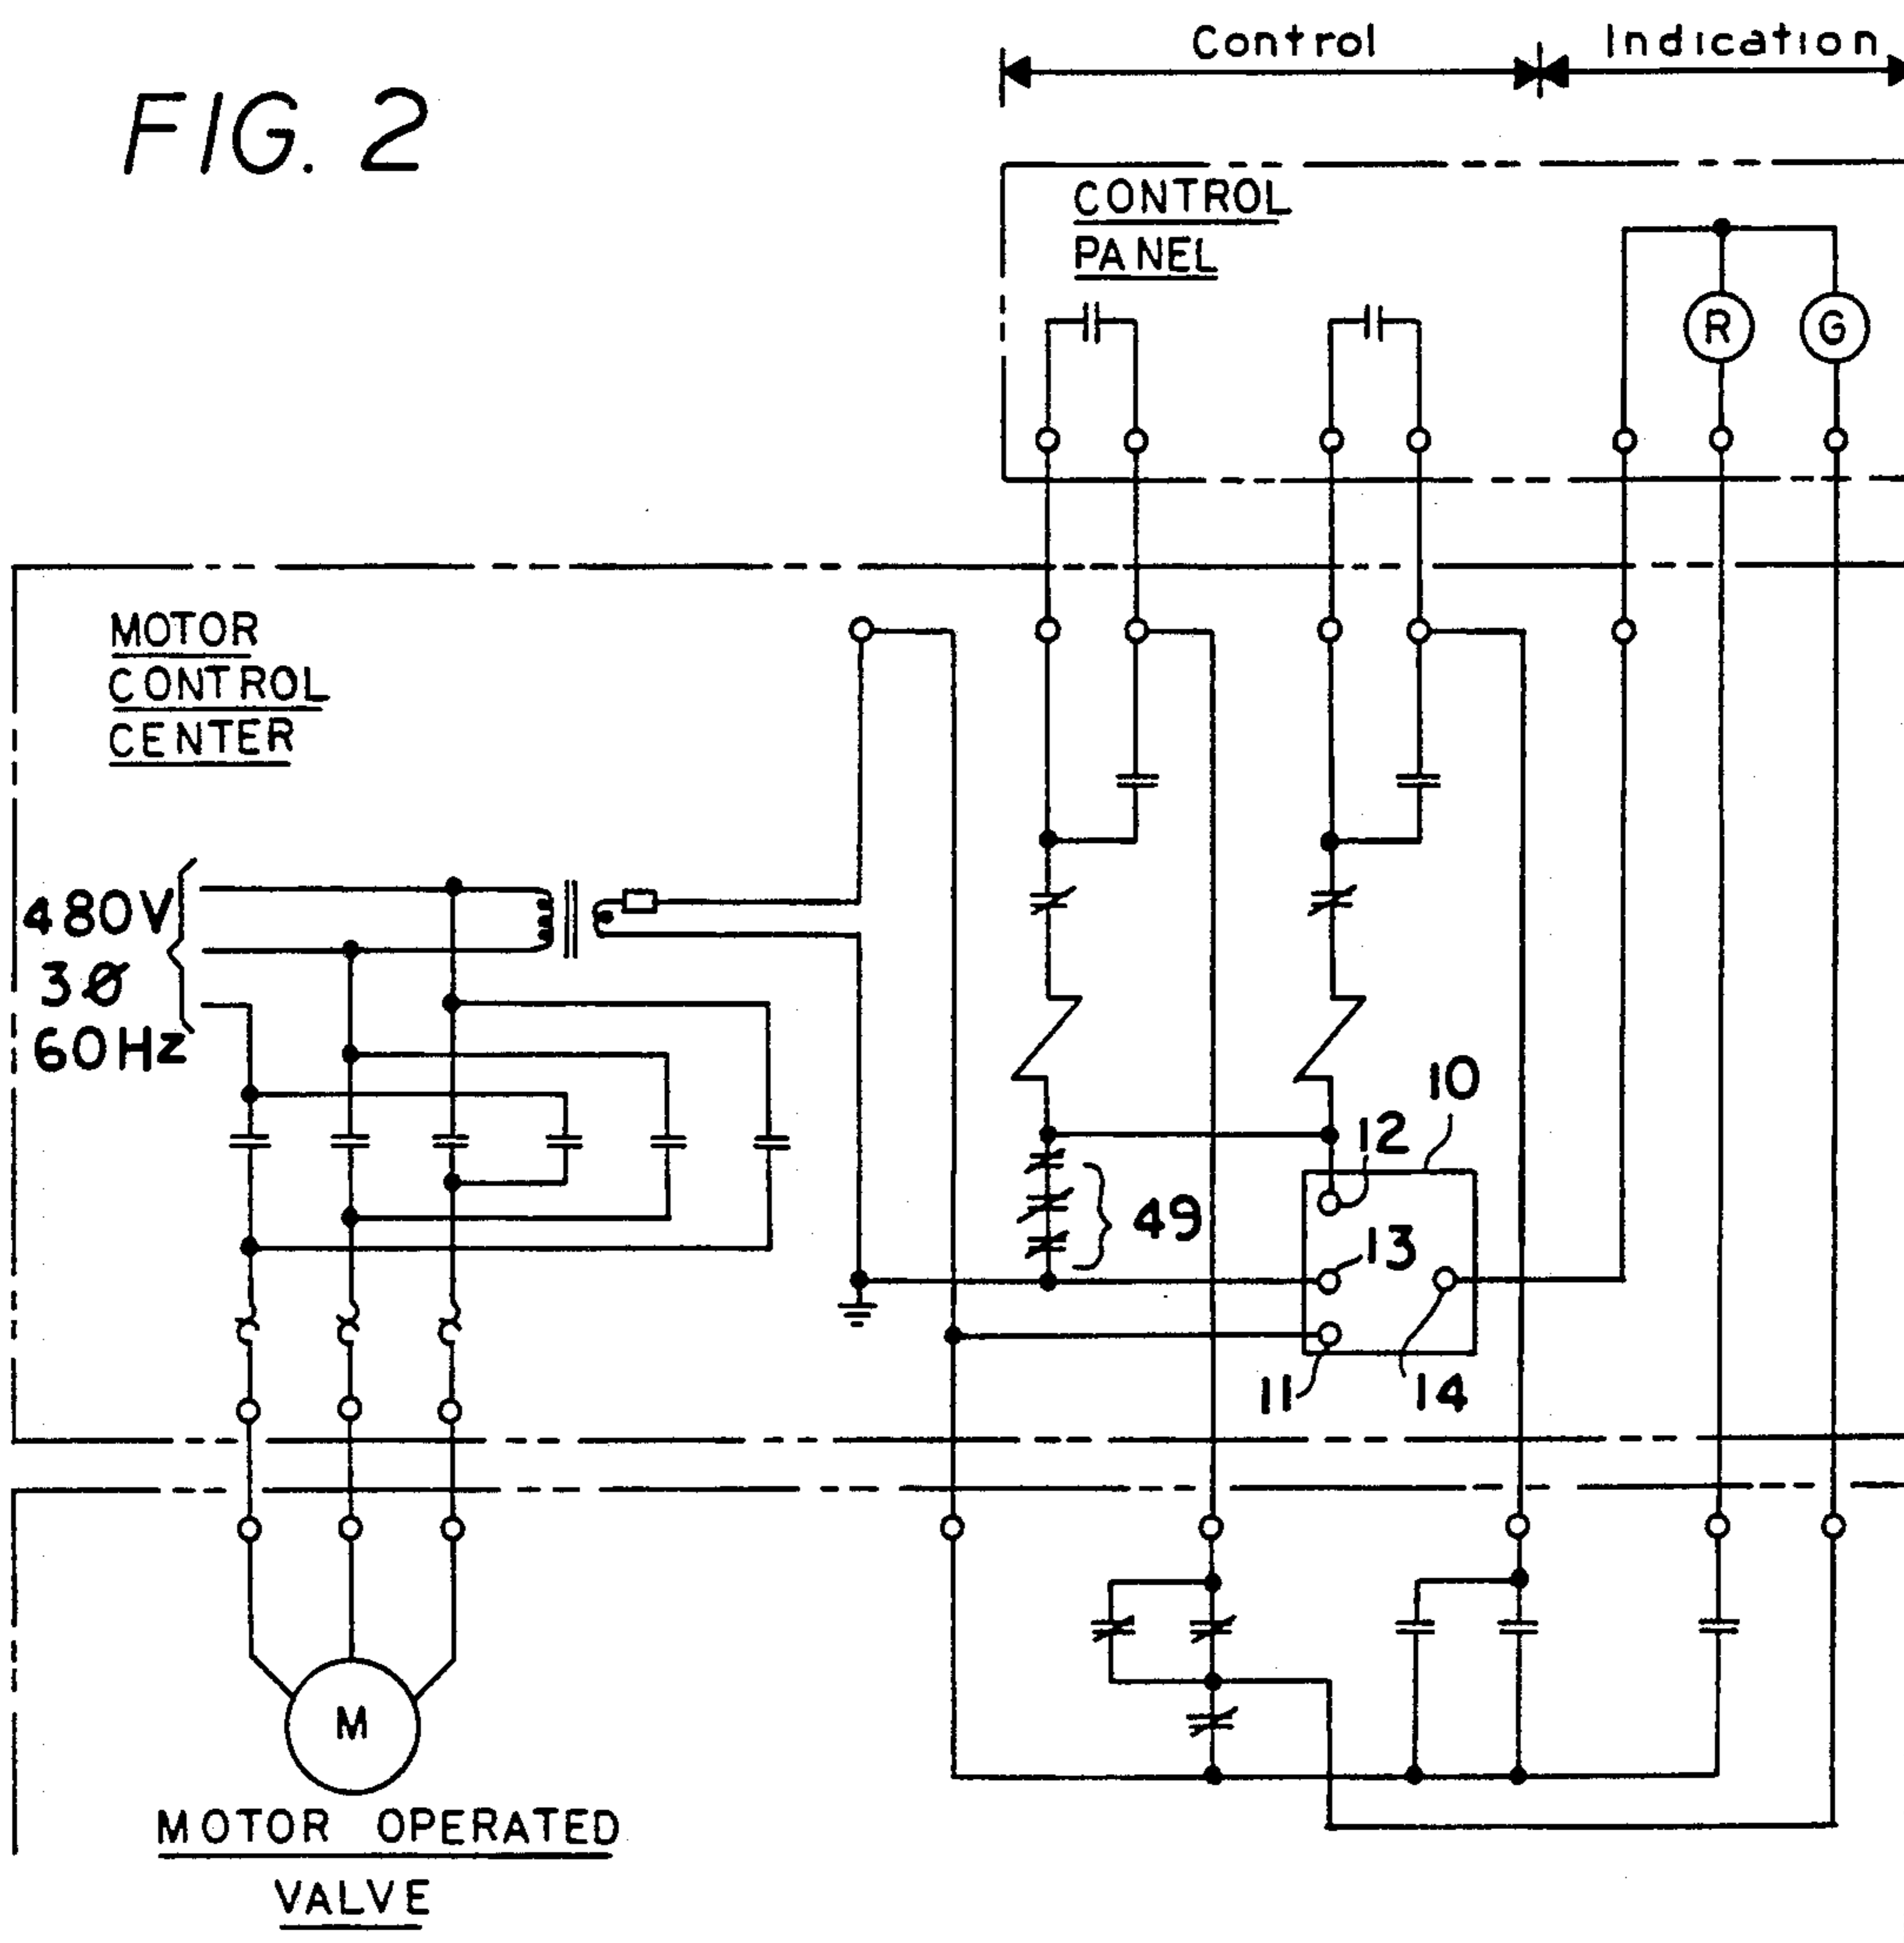 Control
Indication
FIG. 2
CONTROL
PANEL
R
G
MOTOR
CONTROL
CENTER
480V
3Ø
60Hz
10
12
49
13
11
14
M
MOTOR OPERATED
VALVE